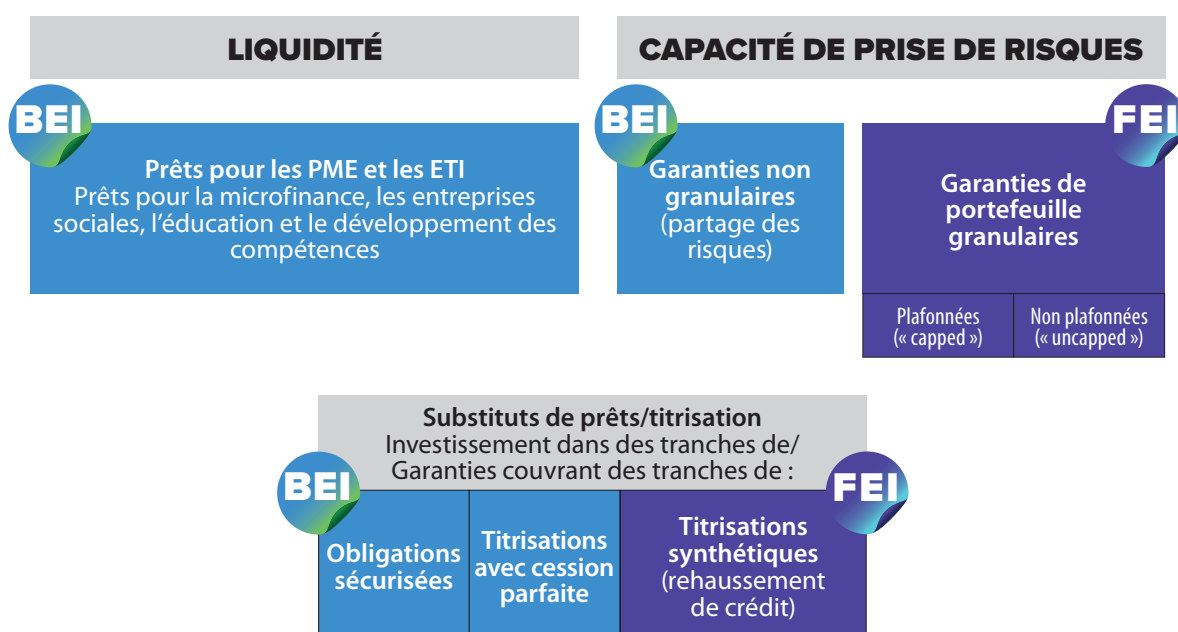 LIQUIDITÉ
BEI
Prêts pour les PME et les ETI
Prêts pour la microfinance, les entreprises
sociales, l’éducation et le développement des
compétences
CAPACITÉ DE PRISE DE RISQUES
BEI
Garanties non
granulaires
(partage des
risques)
FEI
Garanties de
portefeuille
granulaires
Plafonnées
(« capped »)
Non plafonnées
(« uncapped »)
Substituts de prêts/titrisation
Investissement dans des tranches de/
Garanties couvrant des tranches de :
BEI
Obligations
sécurisées
Titrisations
avec cession
parfaite
FEI
Titrisations
synthétiques
(rehaussement
de crédit)